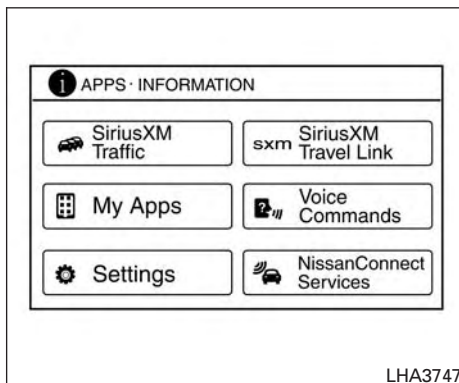 i APPS · INFORMATION
SiriusXM
Traffic
sxm SiriusXM
Travel Link
My Apps
? Voice
Commands
Settings
NissanConnect
Services
LHA3747